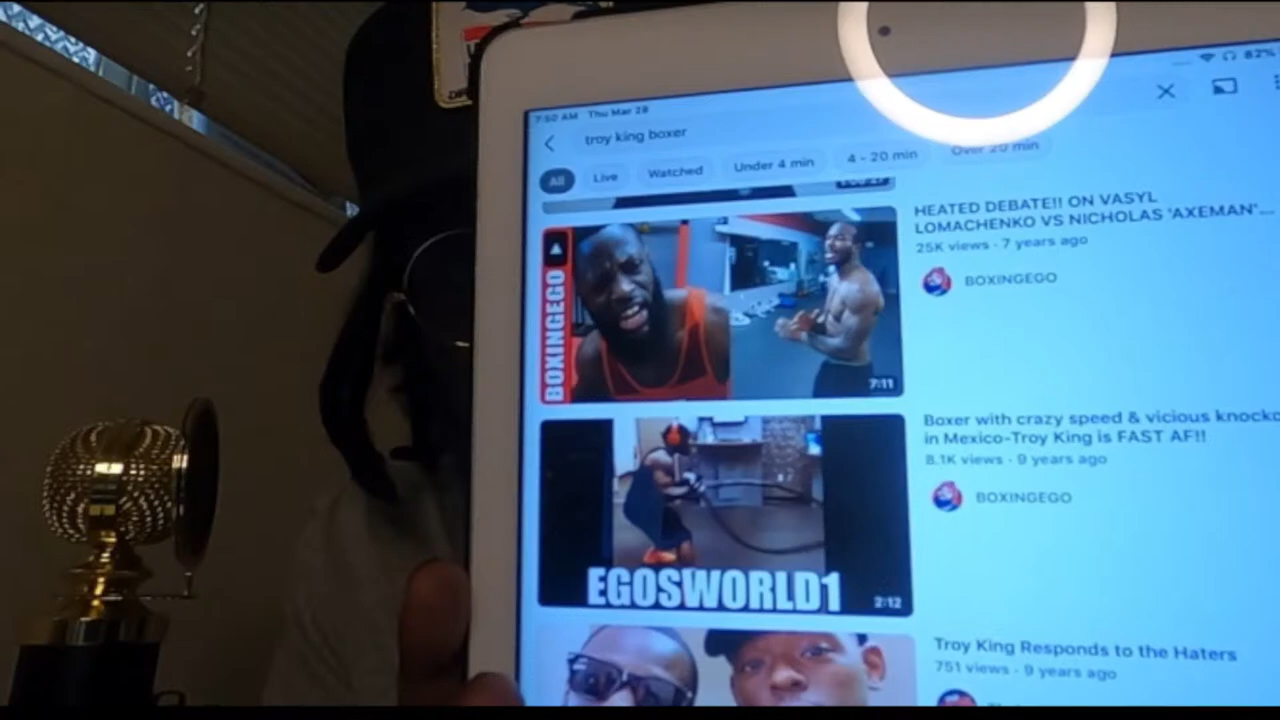 7:50 AM Thu Mar 28
82%
troy king boxer
All Live Watched Under 4 min 4 - 20 min Over 20 min
HEATED DEBATE!! ON VASYL
LOMACHENKO VS NICHOLAS 'AXEMAN'...
25K views · 7 years ago
BOXINGEGO
BOXINGEGO
7:11
Boxer with crazy speed & vicious
in Mexico-Troy King is FAST AF!!
8.1K views · 9 years ago
BOXINGEGO
EGOSWORLD1
2:12
Troy King Responds to the Haters
751 views · 9 years ago